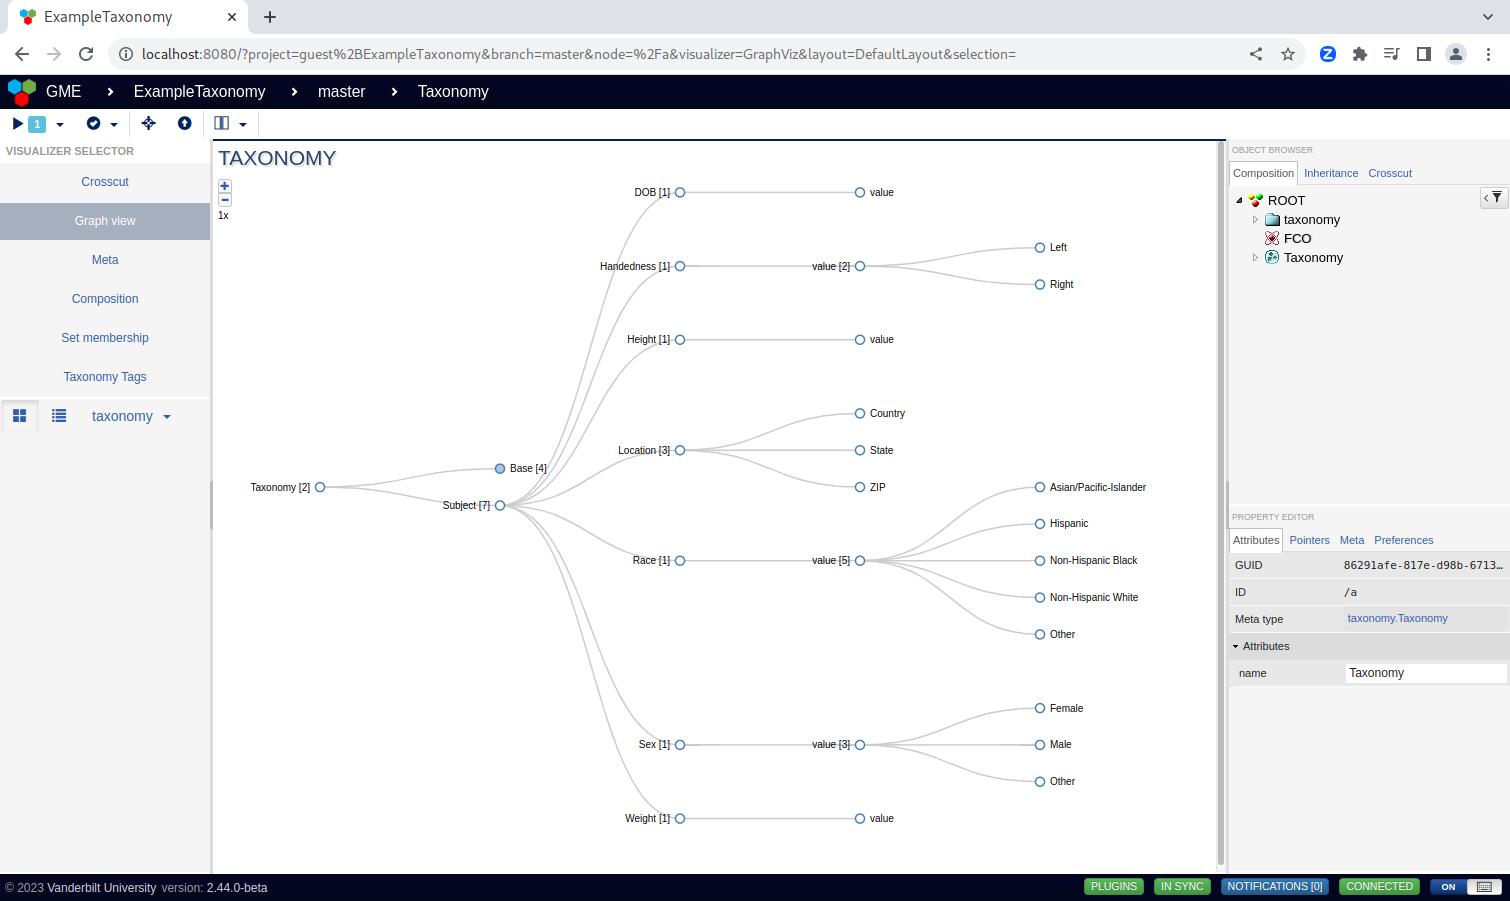 ExampleTaxonomy
localhost:8080/?project=guest%2BExampleTaxonomy&branch=master&node=%2Fa&visualizer=GraphViz&layout=DefaultLayout&selection=
GME
ExampleTaxonomy
master
Taxonomy
1
VISUALIZER SELECTOR
Crosscut
Graph view
Meta
Composition
Set membership
Taxonomy Tags
taxonomy
TAXONOMY
1x
DOB [1]
value
Handedness [1]
value [2]
Left
Right
Height [1]
value
Location [3]
Country
State
ZIP
Taxonomy [2]
Base [4]
Subject [7]
Race [1]
value [5]
Asian/Pacific-Islander
Hispanic
Non-Hispanic Black
Non-Hispanic White
Other
Sex [1]
value [3]
Female
Male
Other
Weight [1]
value
OBJECT BROWSER
Composition Inheritance Crosscut
ROOT
taxonomy
FCO
Taxonomy
PROPERTY EDITOR
Attributes Pointers Meta Preferences
GUID 86291afe-817e-d98b-6713...
ID /a
Meta type taxonomy.Taxonomy
Attributes
name Taxonomy
© 2023 Vanderbilt University version: 2.44.0-beta
PLUGINS IN SYNC NOTIFICATIONS [0] CONNECTED ON